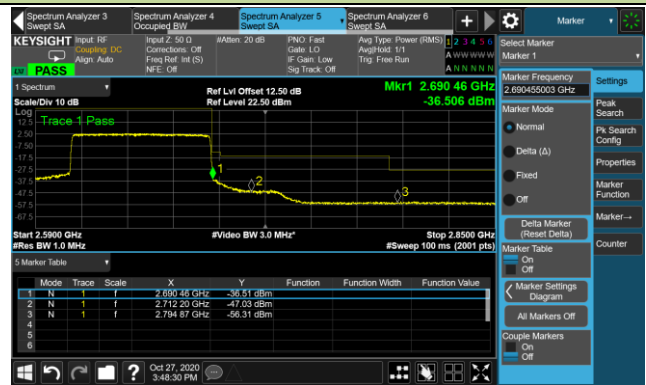 Spectrum Analyzer 3
Swept SA
Spectrum Analyzer 4
Occupied BW
Spectrum Analyzer 5
Swept SA
Spectrum Analyzer 6
Swept SA
Marker
KEYSIGHT
Input: RF
Coupling: DC
Align: Auto
Input Z: 50 Ω
Corrections: Off
Freq Ref: Int (S)
NFE: Off
#Atten: 20 dB
PNO: Fast
Gate: LO
IF Gain: Low
Sig Track: Off
Avg Type: Power (RMS)
Avg|Hold: 1/1
Trig: Free Run
1 2 3 4 5 6
A W W W W W
A N N N N N
PASS
1 Spectrum
Scale/Div 10 dB
Ref Lvl Offset 12.50 dB
Ref Level 22.50 dBm
Mkr1 2.690 46 GHz
-36.506 dBm
Log
Trace 1 Pass
12.5
2.50
-7.50
-17.5
-27.5
-37.5
-47.5
-57.5
-67.5
1
2
3
Start 2.5900 GHz
#Res BW 1.0 MHz
#Video BW 3.0 MHz*
Stop 2.8500 GHz
#Sweep 100 ms (2001 pts)
5 Marker Table
Mode Trace Scale X Y Function Function Width Function Value
1 N 1 f 2.690 46 GHz -36.51 dBm
2 N 1 f 2.712 20 GHz -47.03 dBm
3 N 1 f 2.794 87 GHz -56.31 dBm
4
5
6
Oct 27, 2020
3:48:30 PM
Select Marker
Marker 1
Marker Frequency
2.690455003 GHz
Marker Mode
Normal
Delta (Δ)
Fixed
Off
Delta Marker
(Reset Delta)
Marker Table
On
Off
Marker Settings
Diagram
All Markers Off
Couple Markers
On
Off
Settings
Peak
Search
Pk Search
Config
Properties
Marker
Function
Marker→
Counter